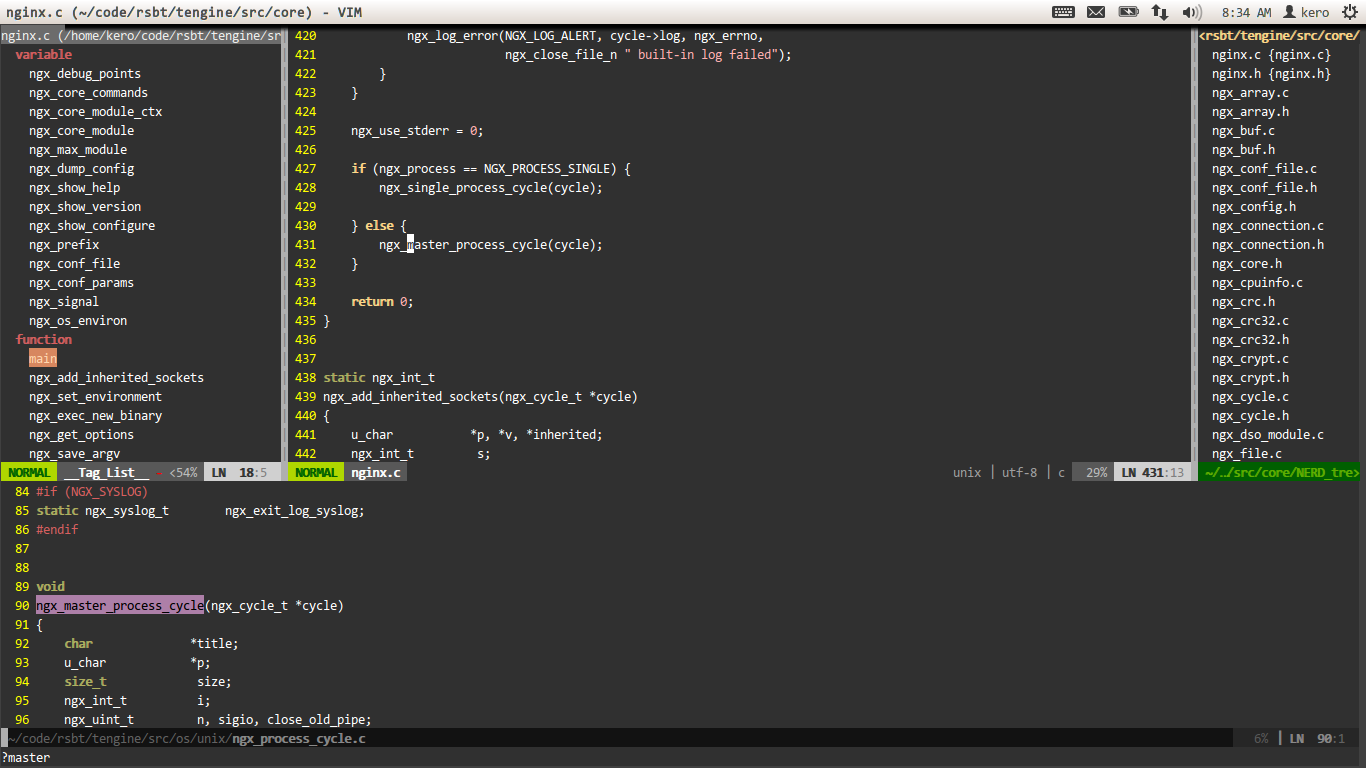 nginx.c (~/code/rsbt/tengine/src/core) - VIM
8:34 AM kero
nginx.c (/home/kero/code/rsbt/tengine/sr
variable
ngx_debug_points
ngx_core_commands
ngx_core_module_ctx
ngx_core_module
ngx_max_module
ngx_dump_config
ngx_show_help
ngx_show_version
ngx_show_configure
ngx_prefix
ngx_conf_file
ngx_conf_params
ngx_signal
ngx_os_environ
function
main
ngx_add_inherited_sockets
ngx_set_environment
ngx_exec_new_binary
ngx_get_options
ngx_save_argv
NORMAL __Tag_List__ - <54% LN 18:5
420 ngx_log_error(NGX_LOG_ALERT, cycle->log, ngx_errno,
421 ngx_close_file_n " built-in log failed");
422 }
423 }
424
425 ngx_use_stderr = 0;
426
427 if (ngx_process == NGX_PROCESS_SINGLE) {
428 ngx_single_process_cycle(cycle);
429
430 } else {
431 ngx_master_process_cycle(cycle);
432 }
433
434 return 0;
435 }
436
437
438 static ngx_int_t
439 ngx_add_inherited_sockets(ngx_cycle_t *cycle)
440 {
441 u_char *p, *v, *inherited;
442 ngx_int_t s;
NORMAL nginx.c unix | utf-8 | c 29% LN 431:13
<rsbt/tengine/src/core/
nginx.c {nginx.c}
nginx.h {nginx.h}
ngx_array.c
ngx_array.h
ngx_buf.c
ngx_buf.h
ngx_conf_file.c
ngx_conf_file.h
ngx_config.h
ngx_connection.c
ngx_connection.h
ngx_core.h
ngx_cpuinfo.c
ngx_crc.h
ngx_crc32.c
ngx_crc32.h
ngx_crypt.c
ngx_crypt.h
ngx_cycle.c
ngx_cycle.h
ngx_dso_module.c
ngx_file.c
~/../src/core/NERD_tre>
84 #if (NGX_SYSLOG)
85 static ngx_syslog_t ngx_exit_log_syslog;
86 #endif
87
88
89 void
90 ngx_master_process_cycle(ngx_cycle_t *cycle)
91 {
92 char *title;
93 u_char *p;
94 size_t size;
95 ngx_int_t i;
96 ngx_uint_t n, sigio, close_old_pipe;
~/code/rsbt/tengine/src/os/unix/ngx_process_cycle.c 6% | LN 90:1
?master